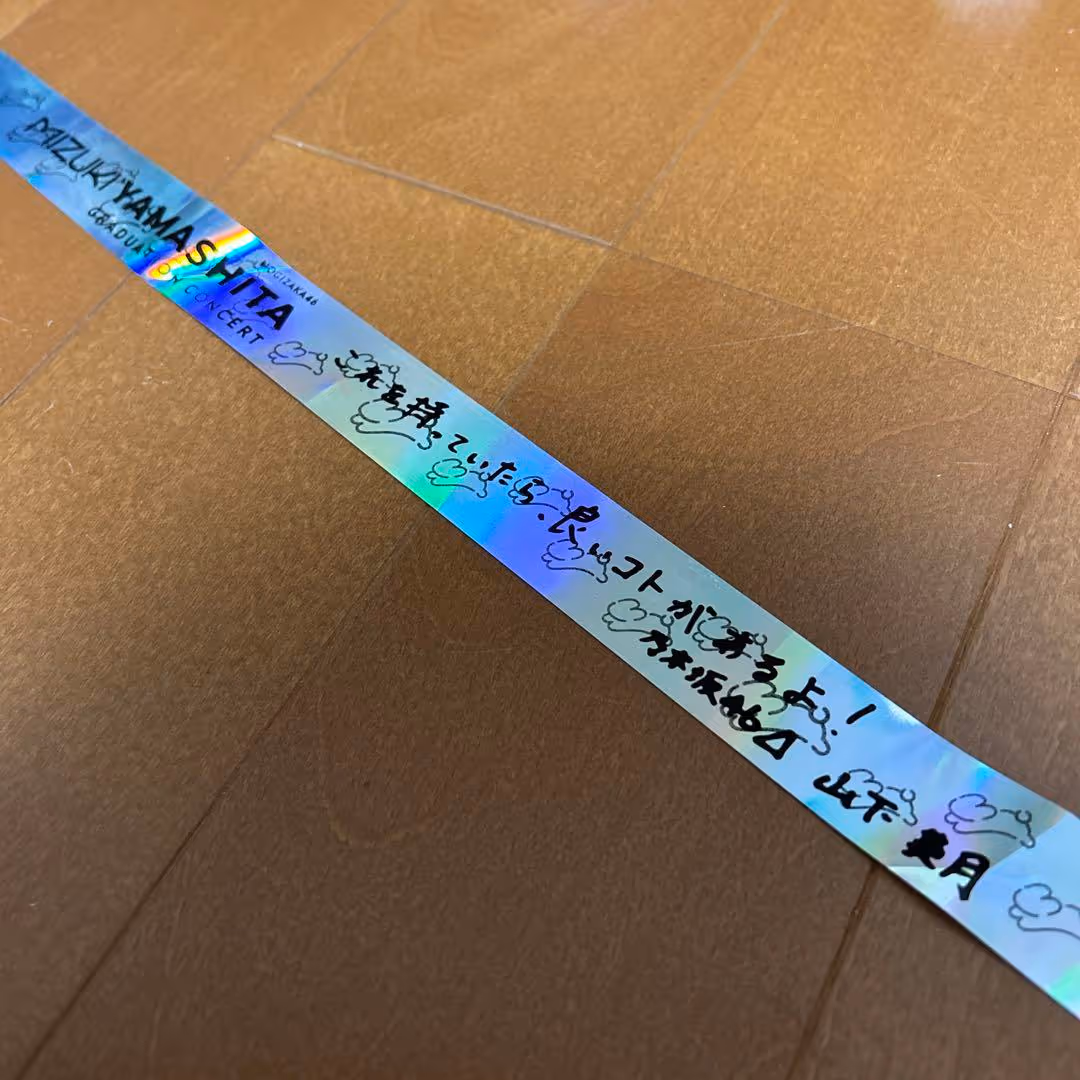 MIZUKI YAMASHITA
GRADUATION CONCERT
NOGIZAKA46
これを持っていたら、良いコトがあるよ!
乃木坂46 山下美月